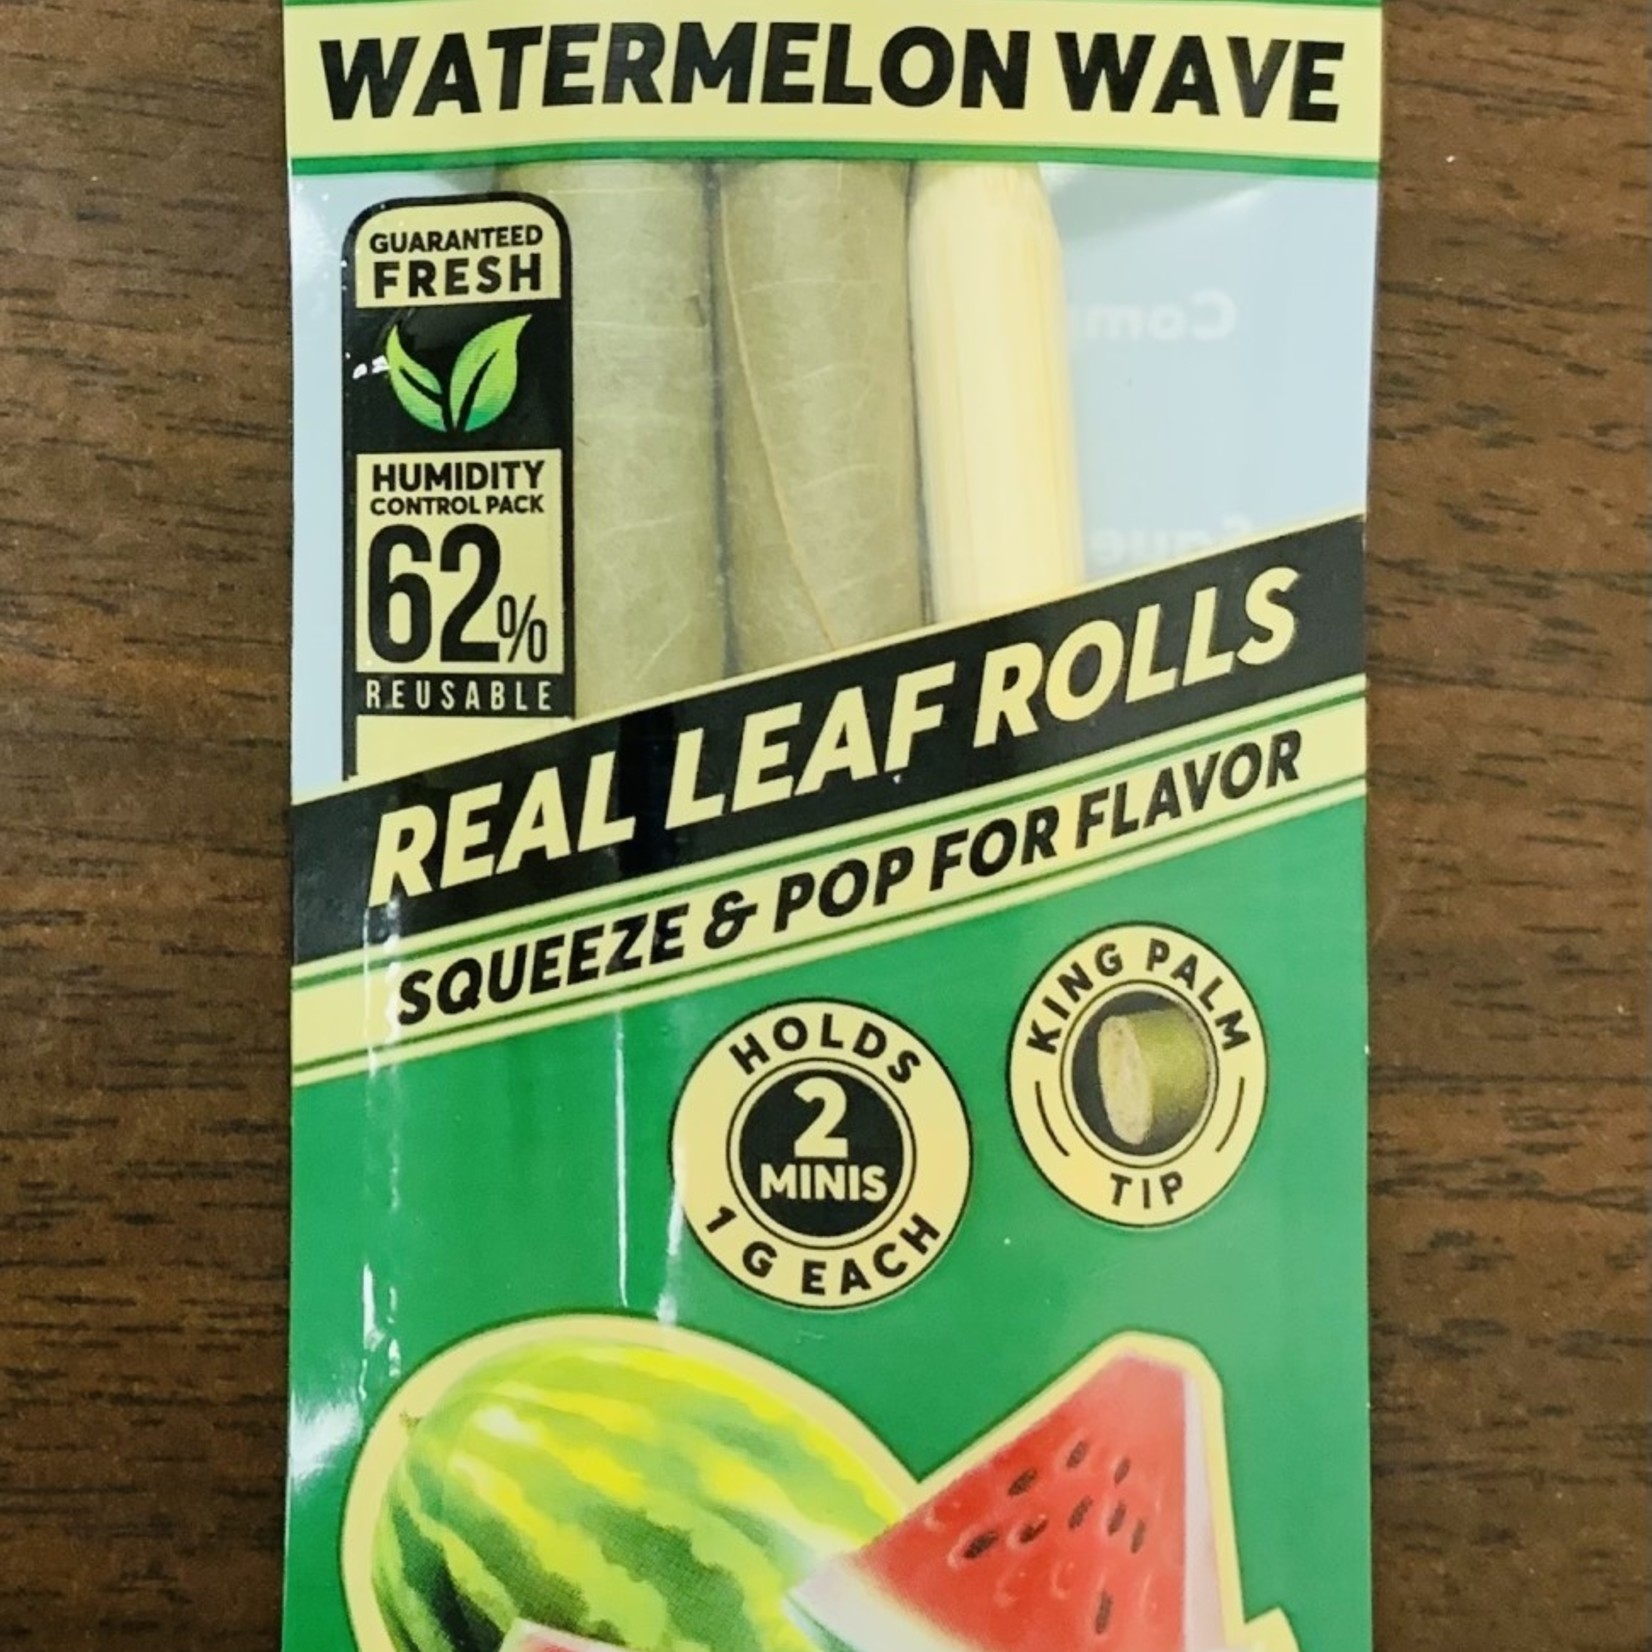 WATERMELON WAVE
GUARANTEED
FRESH
HUMIDITY
CONTROL PACK
62%
REUSABLE
REAL LEAF ROLLS
SQUEEZE & POP FOR FLAVOR
HOLDS
2
MINIS
1 G EACH
KING PALM
TIP